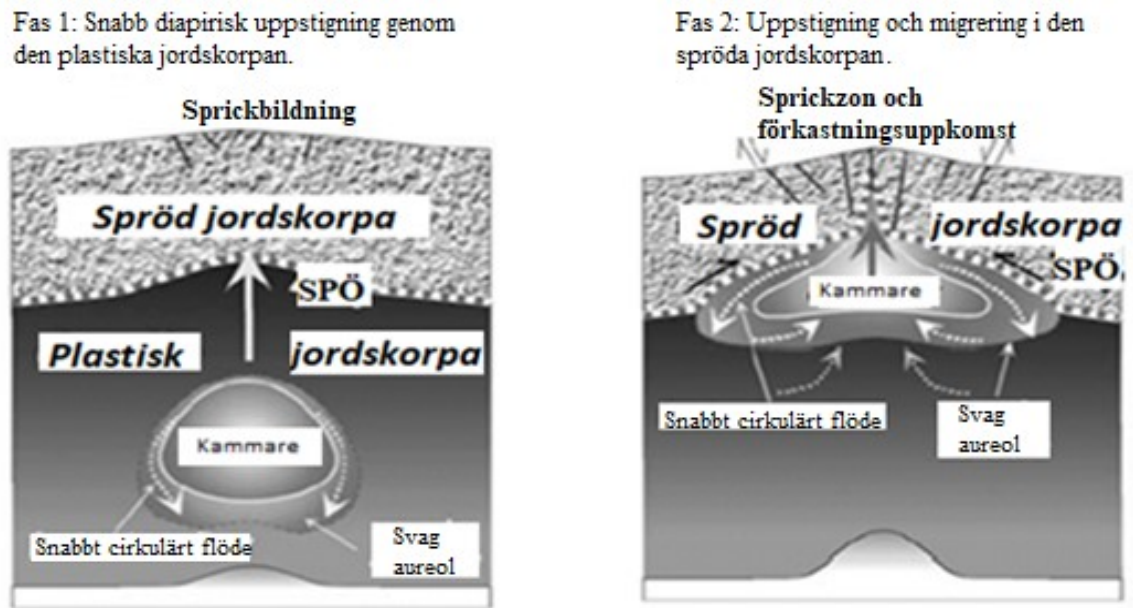 Fas 1: Snabb diapirisk uppstigning genom
den plastiska jordskorpan.
Sprickbildning
Spröd jordskorpa
SPÖ
Plastisk jordskorpa
Kammare
Snabbt cirkulärt flöde
Svag
aureol
Fas 2: Uppstigning och migrering i den
spröda jordskorpan.
Sprickzon och
förkastningsuppkomst
Spröd jordskorpa
SPÖ
Kammare
Snabbt cirkulärt flöde
Svag
aureol